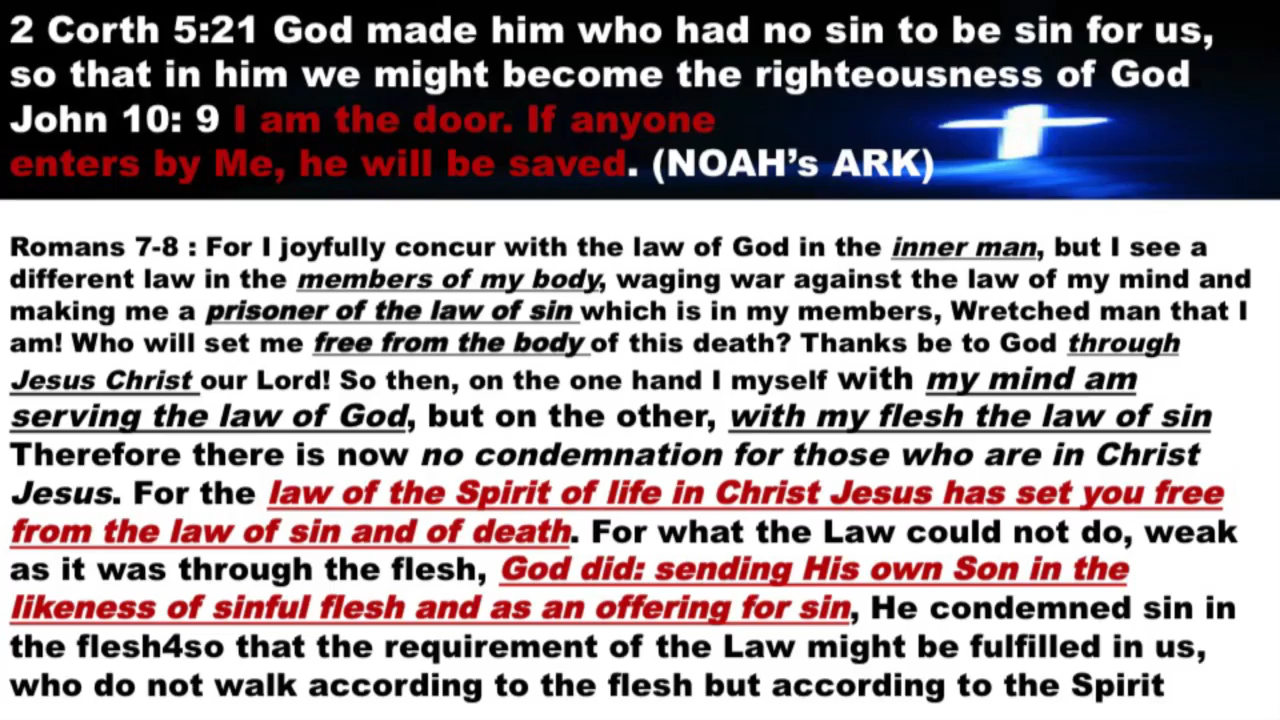 2 Corth 5:21 God made him who had no sin to be sin for us,
so that in him we might become the righteousness of God
John 10: 9 I am the door. If anyone
enters by Me, he will be saved. (NOAH’s ARK)
Romans 7-8 : For I joyfully concur with the law of God in the inner man, but I see a
different law in the members of my body, waging war against the law of my mind and
making me a prisoner of the law of sin which is in my members, Wretched man that I
am! Who will set me free from the body of this death? Thanks be to God through
Jesus Christ our Lord! So then, on the one hand I myself with my mind am
serving the law of God, but on the other, with my flesh the law of sin
Therefore there is now no condemnation for those who are in Christ
Jesus. For the law of the Spirit of life in Christ Jesus has set you free
from the law of sin and of death. For what the Law could not do, weak
as it was through the flesh, God did: sending His own Son in the
likeness of sinful flesh and as an offering for sin, He condemned sin in
the flesh4so that the requirement of the Law might be fulfilled in us,
who do not walk according to the flesh but according to the Spirit